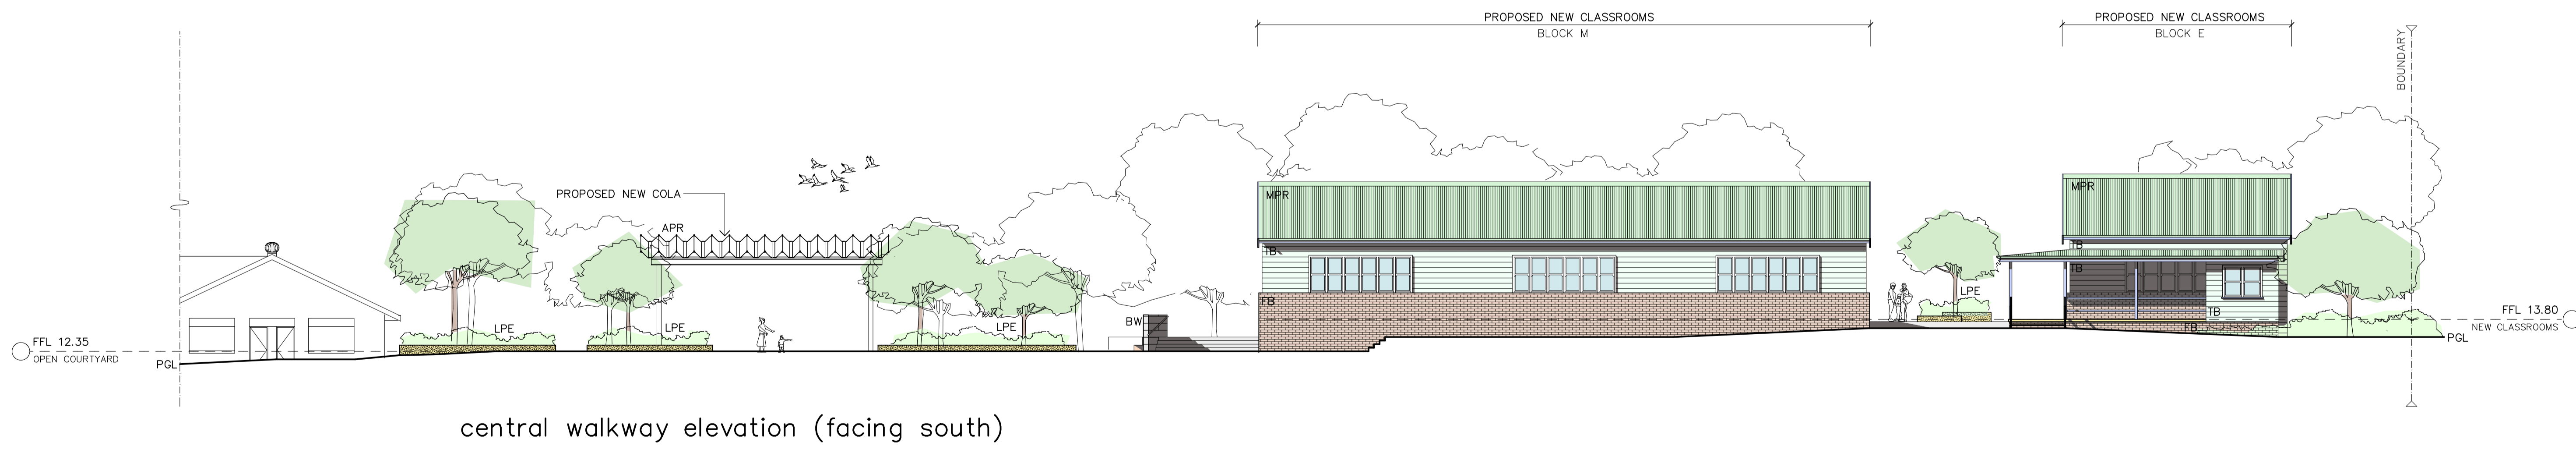 PROPOSED NEW CLASSROOMS
BLOCK M
PROPOSED NEW CLASSROOMS
BLOCK E
BOUNDARY
PROPOSED NEW COLA
APR
MPR
MPR
TB
TB
TB
FB
TB
FB
LPE
LPE
LPE
LPE
BW
FFL 12.35
OPEN COURTYARD
PGL
FFL 13.80
NEW CLASSROOMS
PGL
central walkway elevation (facing south)